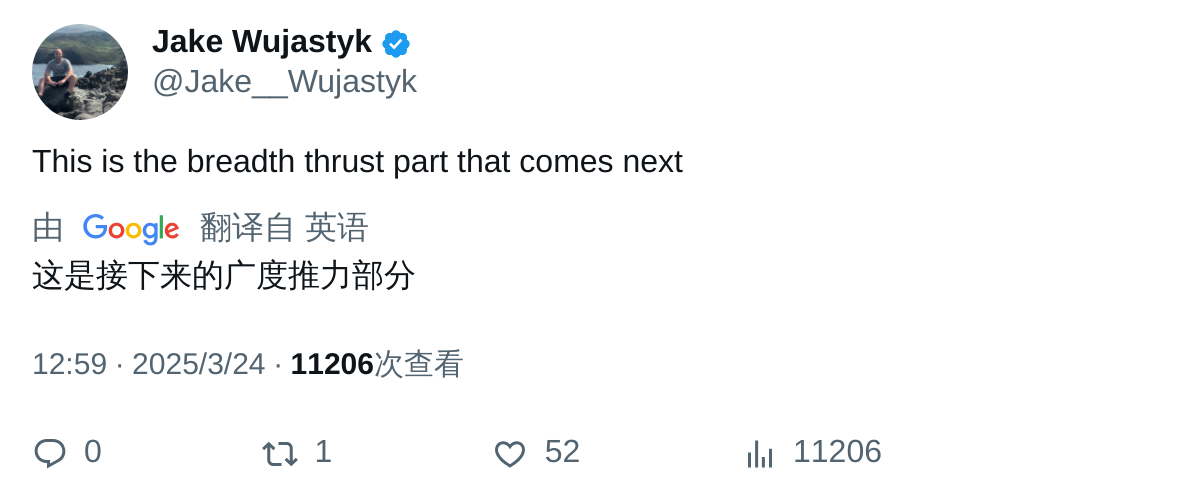 Jake Wujastyk
@Jake__Wujastyk
This is the breadth thrust part that comes next
由 Google 翻译自 英语
这是接下来的广度推力部分
12:59 · 2025/3/24 · 11206次查看
0 1 52 11206